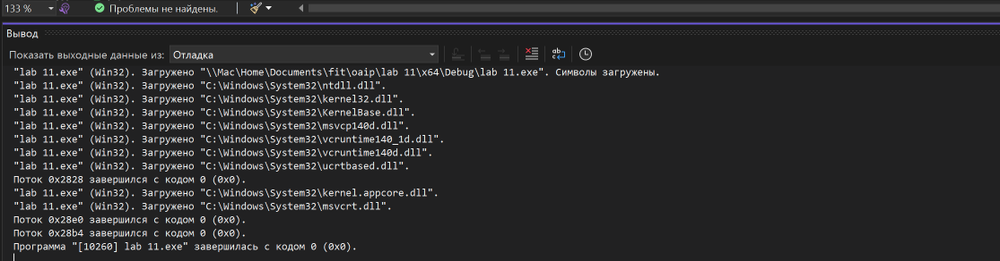 133 %
Проблемы не найдены.
Вывод
Показать выходные данные из: Отладка
"lab 11.exe" (Win32). Загружено "\\Mac\Home\Documents\fit\oaip\lab 11\x64\Debug\lab 11.exe". Символы загружены.
"lab 11.exe" (Win32). Загружено "C:\Windows\System32\ntdll.dll".
"lab 11.exe" (Win32). Загружено "C:\Windows\System32\kernel32.dll".
"lab 11.exe" (Win32). Загружено "C:\Windows\System32\KernelBase.dll".
"lab 11.exe" (Win32). Загружено "C:\Windows\System32\msvcp140d.dll".
"lab 11.exe" (Win32). Загружено "C:\Windows\System32\vcruntime140_1d.dll".
"lab 11.exe" (Win32). Загружено "C:\Windows\System32\vcruntime140d.dll".
"lab 11.exe" (Win32). Загружено "C:\Windows\System32\ucrtbased.dll".
Поток 0x2828 завершился с кодом 0 (0x0).
"lab 11.exe" (Win32). Загружено "C:\Windows\System32\kernel.appcore.dll".
"lab 11.exe" (Win32). Загружено "C:\Windows\System32\msvcrt.dll".
Поток 0x28e0 завершился с кодом 0 (0x0).
Поток 0x28b4 завершился с кодом 0 (0x0).
Программа "[10260] lab 11.exe" завершилась с кодом 0 (0x0).